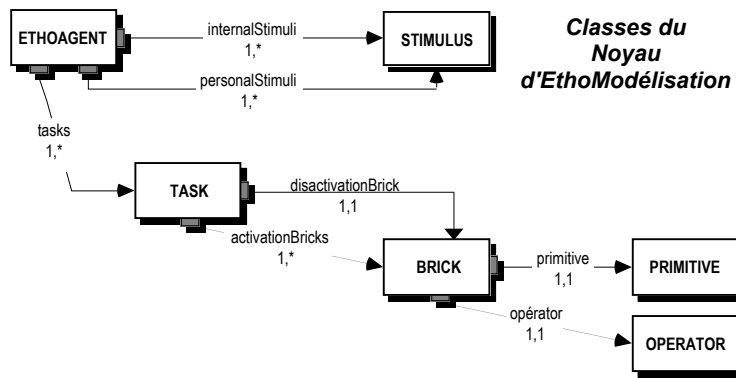 Classes du
Noyau
d'EthoModélisation
ETHOAGENT
internalStimuli
1,*
STIMULUS
personalStimuli
1,*
tasks
1,*
TASK
disactivationBrick
1,1
activationBricks
1,*
BRICK
primitive
1,1
PRIMITIVE
opérator
1,1
OPERATOR